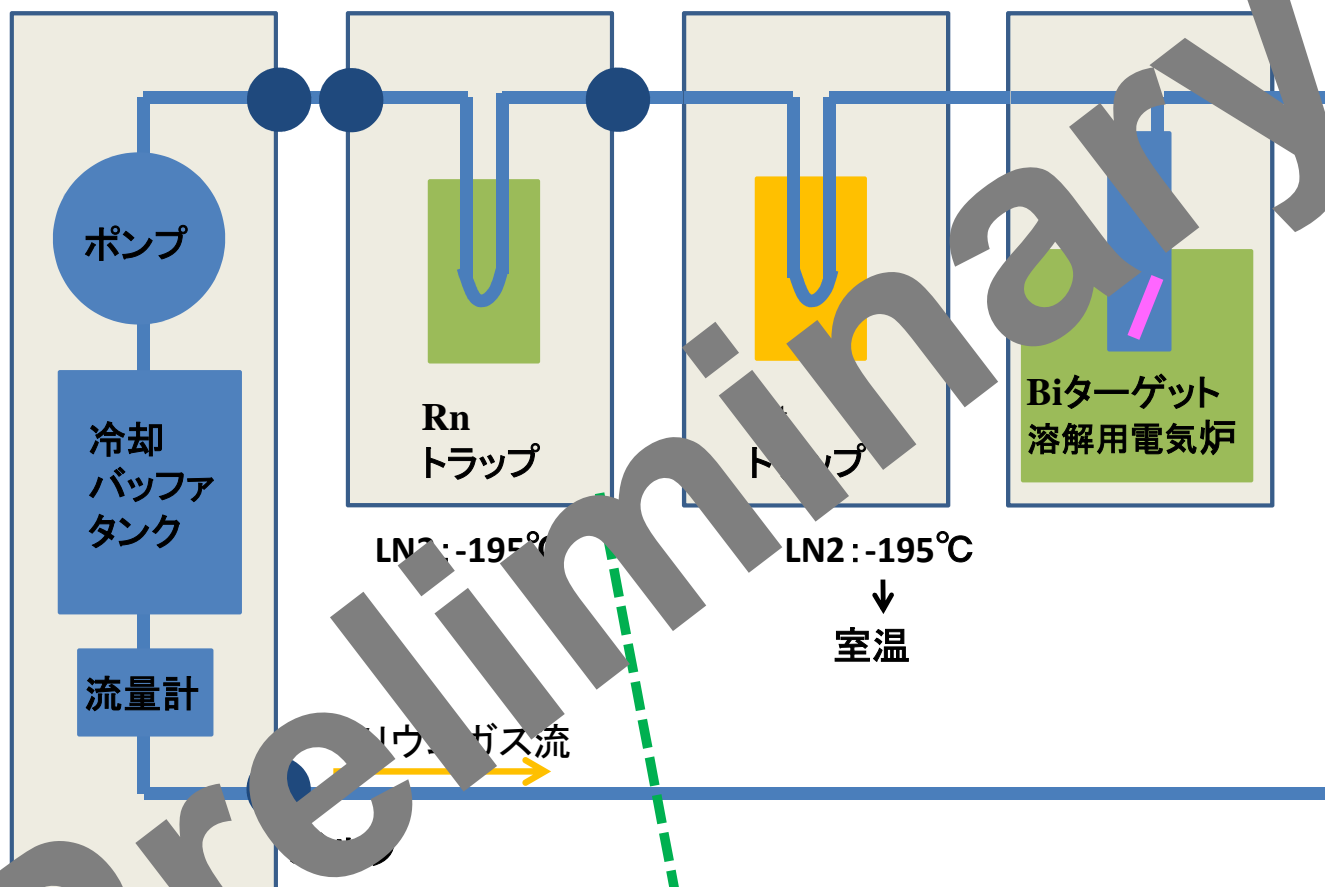 ポンプ
冷却
バッファ
タンク
流量計
Rn
トラップ
LN2：-195℃
LN2：-195℃
↓
室温
Biターゲット
溶解用電気炉
ガス流
preliminary